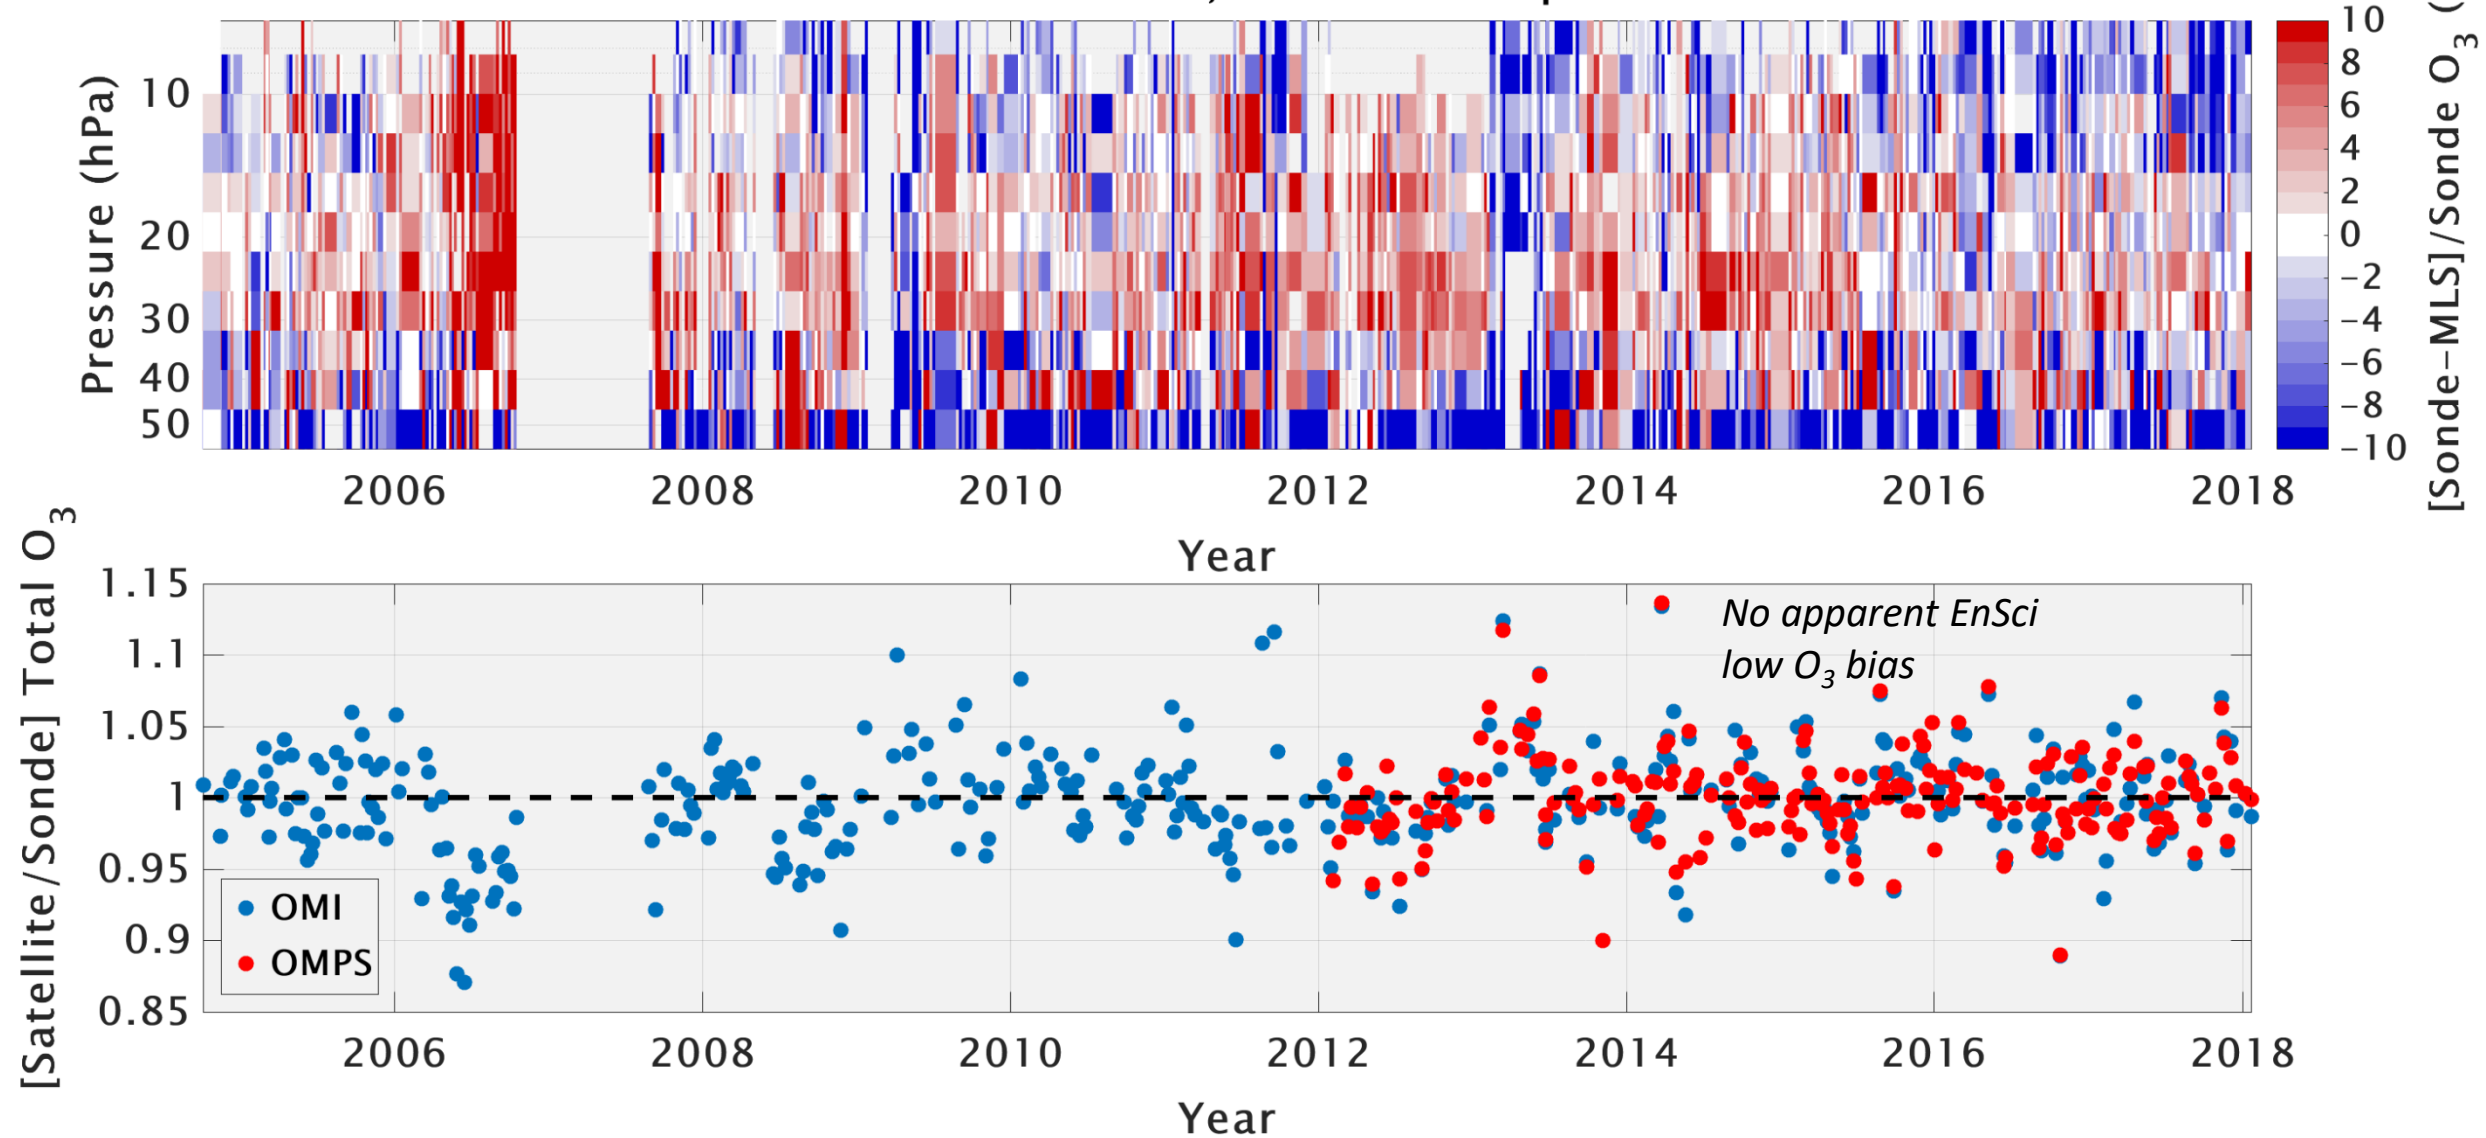 10
20
30
40
50
Pressure (hPa)
2006 2008 2010 2012 2014 2016 2018
Year
10
8
6
4
2
0
−2
−4
−6
−8
−10
[Sonde−MLS]/Sonde O3 (
1.15
1.1
1.05
1
0.95
0.9
0.85
[Satellite/Sonde] Total O3
No apparent EnSci
low O3 bias
OMI
OMPS
2006 2008 2010 2012 2014 2016 2018
Year